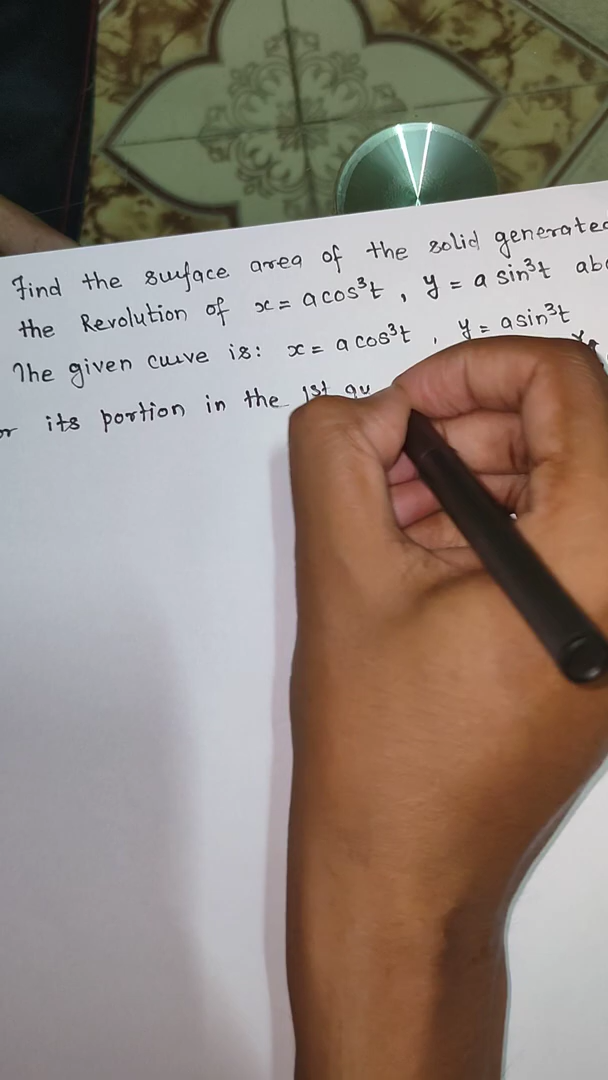 Find the surface area of the solid generated
the Revolution of x = a cos³t , y = a sin³t
The given curve is: x = a cos³t , y = a sin³t
its portion in the 1st